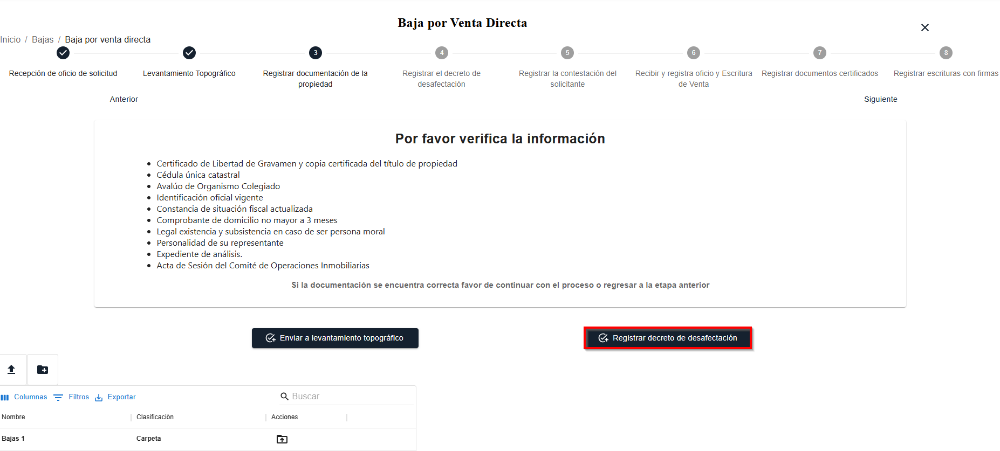 Baja por Venta Directa
Inicio / Bajas / Baja por venta directa
3
4
5
6
7
8
Recepción de oficio de solicitud
Levantamiento Topográfico
Registrar documentación de la
propiedad
Registrar el decreto de
desafectación
Registrar la contestación del
solicitante
Recibir y registra oficio y Escritura
de Venta
Registrar documentos certificados
Registrar escrituras con firmas
Anterior
Siguiente
Por favor verifica la información
Certificado de Libertad de Gravamen y copia certificada del título de propiedad
Cédula única catastral
Avalúo de Organismo Colegiado
Identificación oficial vigente
Constancia de situación fiscal actualizada
Comprobante de domicilio no mayor a 3 meses
Legal existencia y subsistencia en caso de ser persona moral
Personalidad de su representante
Expediente de análisis.
Acta de Sesión del Comité de Operaciones Inmobiliarias
Si la documentación se encuentra correcta favor de continuar con el proceso o regresar a la etapa anterior
Enviar a levantamiento topográfico
Registrar decreto de desafectación
Columnas
Filtros
Exportar
Buscar
Nombre
Clasificación
Acciones
Bajas 1
Carpeta